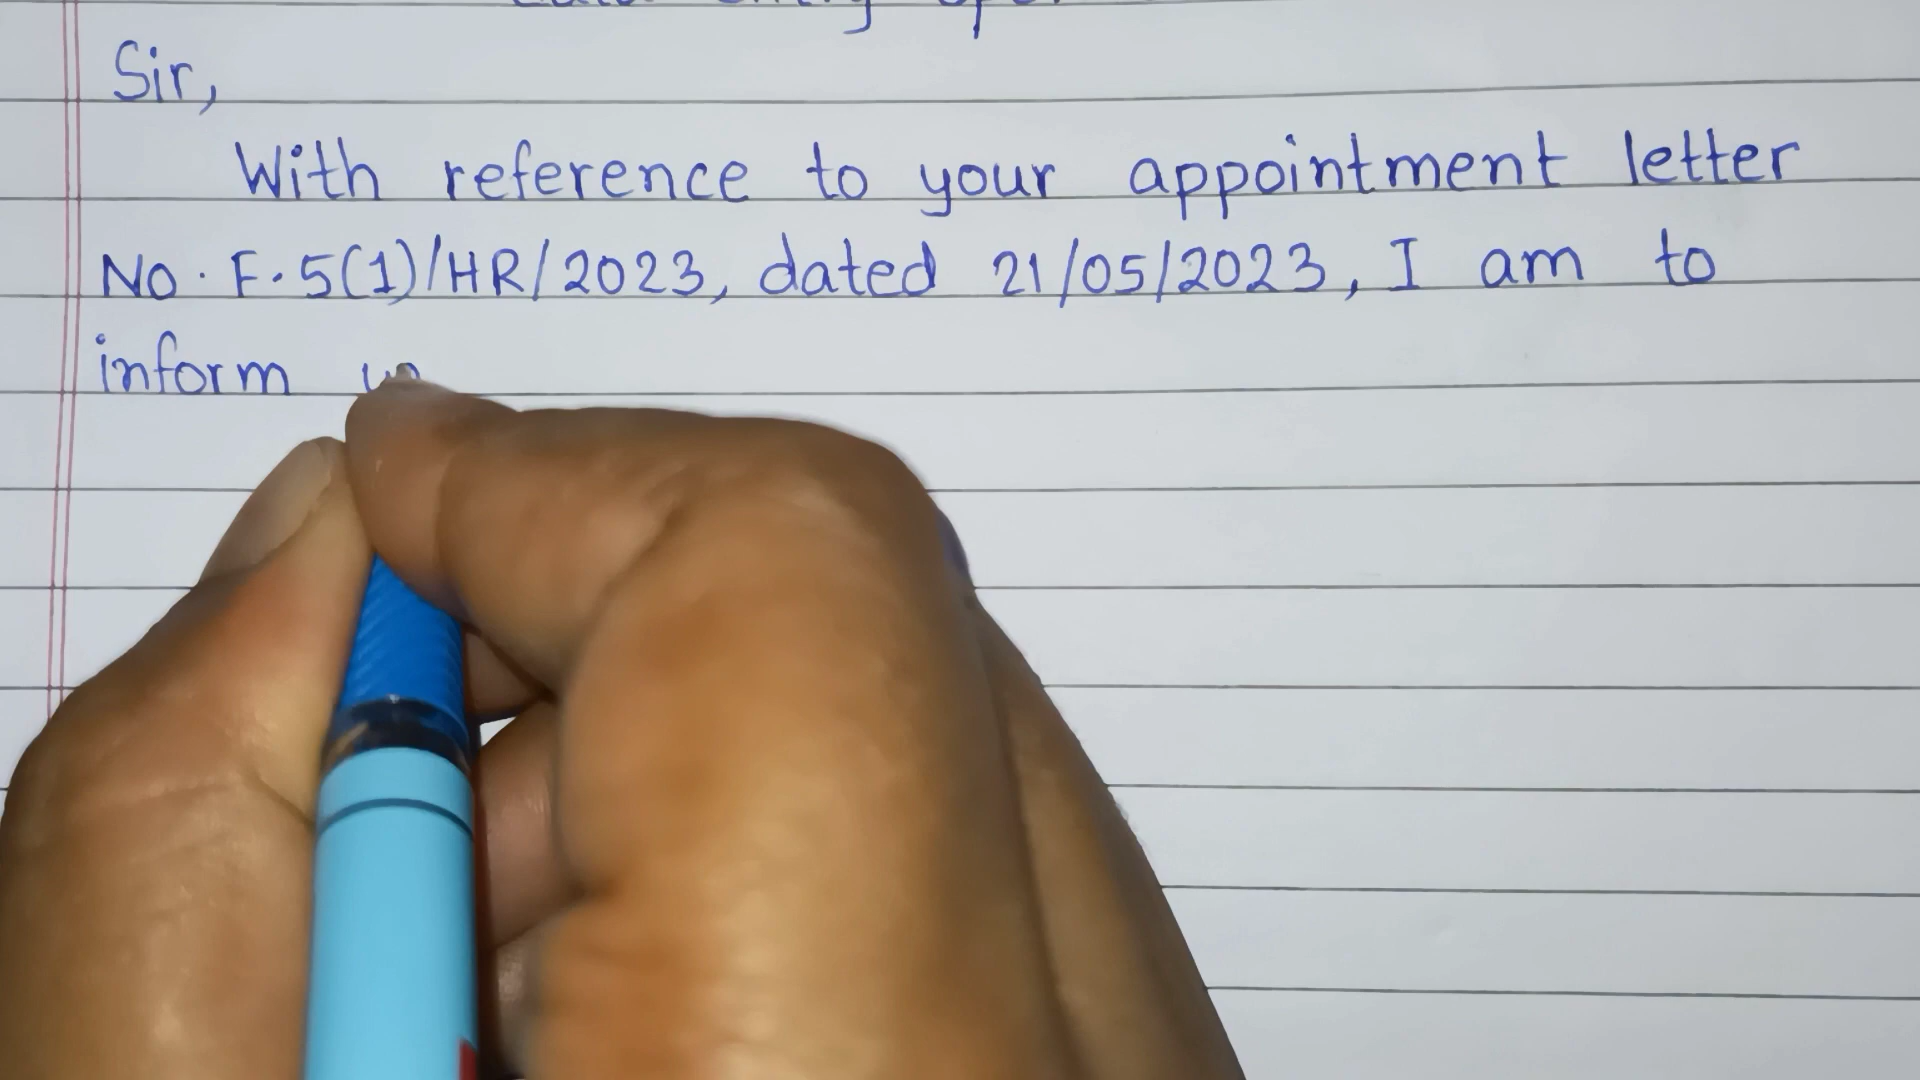 Sir,
With reference to your appointment letter
No. F.5(1)/HR/2023, dated 21/05/2023, I am to
inform